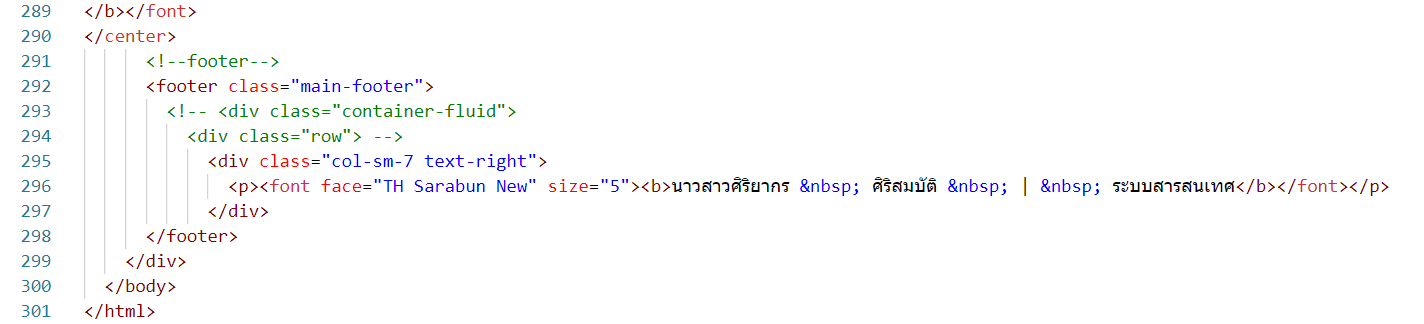 289 </b></font>
290 </center>
291 <!--footer-->
292 <footer class="main-footer">
293 <!-- <div class="container-fluid">
294 <div class="row"> -->
295 <div class="col-sm-7 text-right">
296 <p><font face="TH Sarabun New" size="5"><b>นาวสาวศิริยากร &nbsp; ศิริสมบัติ &nbsp; | &nbsp; ระบบสารสนเทศ</b></font></p>
297 </div>
298 </footer>
299 </div>
300 </body>
301 </html>